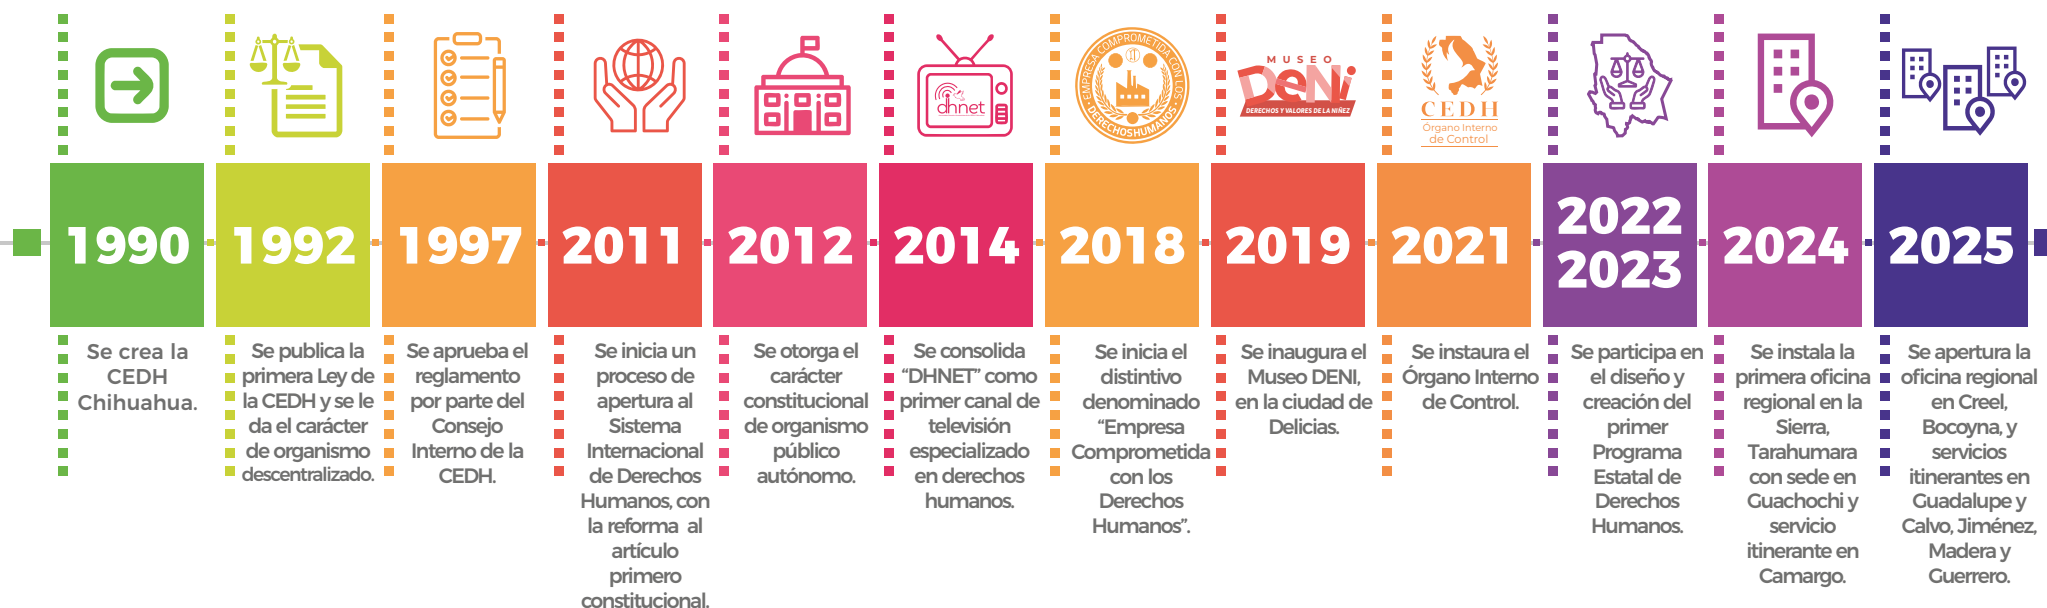 1990
Se crea la
CEDH
Chihuahua.
1992
Se publica la
primera Ley de
la CEDH y se le
da el carácter
de organismo
descentralizado.
1997
Se aprueba el
reglamento
por parte del
Consejo
Interno de la
CEDH.
2011
Se inicia un
proceso de
apertura al
Sistema
Internacional
de Derechos
Humanos, con
la reforma al
artículo
primero
constitucional.
2012
Se otorga el
carácter
constitucional
de organismo
público
autónomo.
dhnet
2014
Se consolida
“DHNET” como
primer canal de
televisión
especializado
en derechos
humanos.
EMPRESA COMPROMETIDA CON LOS
DERECHOS HUMANOS
2018
Se inicia el
distintivo
denominado
“Empresa
Comprometida
con los
Derechos
Humanos”.
MUSEO
DeNi
DERECHOS Y VALORES DE LA NIÑEZ
2019
Se inaugura el
Museo DENI,
en la ciudad de
Delicias.
CEDH
Órgano Interno
de Control
2021
Se instaura el
Órgano Interno
de Control.
2022
2023
Se participa en
el diseño y
creación del
primer
Programa
Estatal de
Derechos
Humanos.
2024
Se instala la
primera oficina
regional en la
Sierra,
Tarahumara
con sede en
Guachochi y
servicio
itinerante en
Camargo.
2025
Se apertura la
oficina regional
en Creel,
Bocoyna, y
servicios
itinerantes en
Guadalupe y
Calvo, Jiménez,
Madera y
Guerrero.